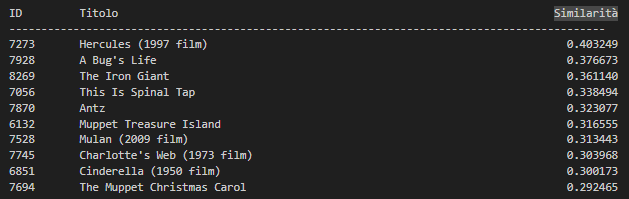 ID Titolo Similarità
------------------------------------------------------------------------------------------
7273 Hercules (1997 film) 0.403249
7928 A Bug's Life 0.376673
8269 The Iron Giant 0.361140
7056 This Is Spinal Tap 0.338494
7870 Antz 0.323077
6132 Muppet Treasure Island 0.316555
7528 Mulan (2009 film) 0.313443
7745 Charlotte's Web (1973 film) 0.303968
6851 Cinderella (1950 film) 0.300173
7694 The Muppet Christmas Carol 0.292465